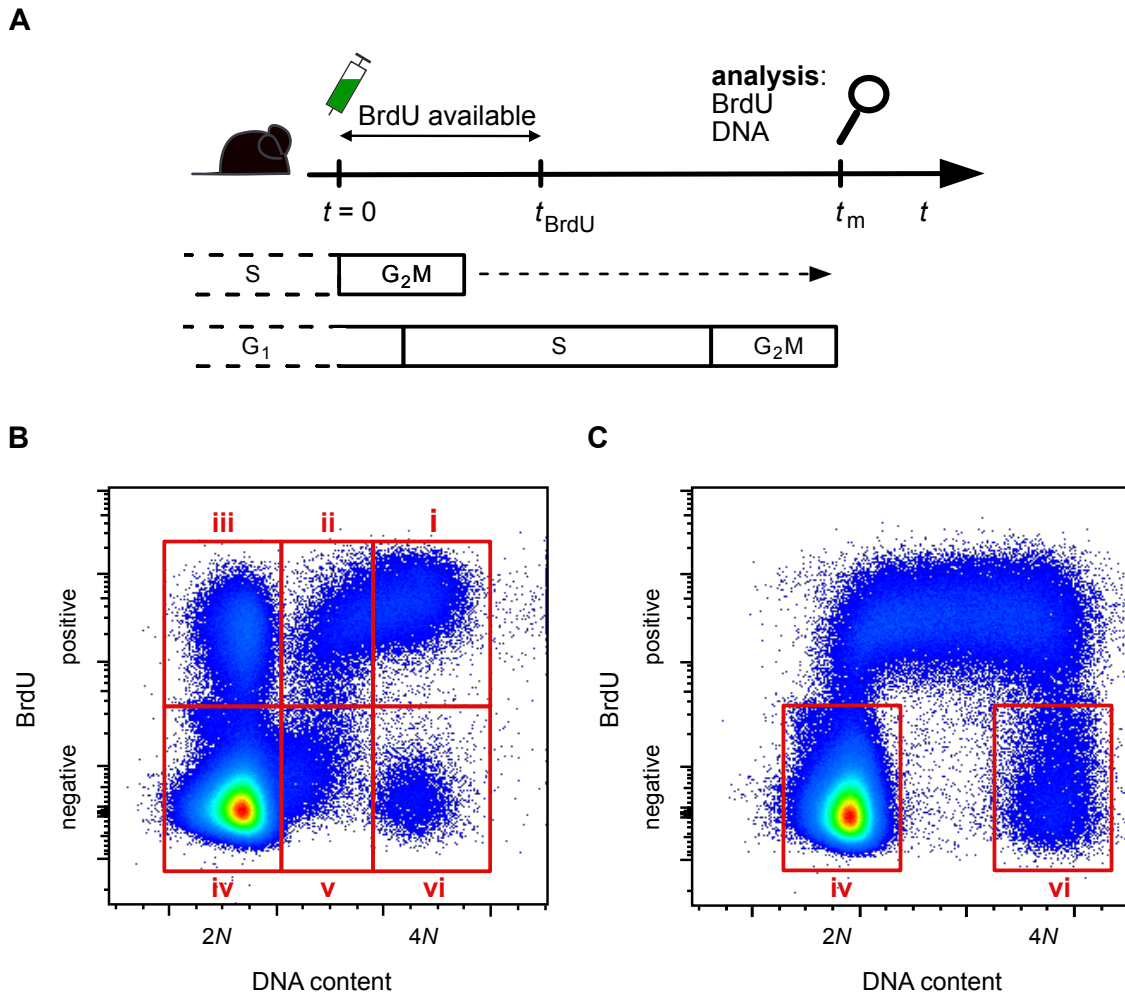 A
analysis:
BrdU
DNA
BrdU available
t = 0
tBrdU
tm
t
S
G2M
G1
S
G2M
B
C
iii
ii
i
positive
BrdU
negative
iv
v
vi
2N
4N
DNA content
positive
BrdU
negative
iv
vi
2N
4N
DNA content